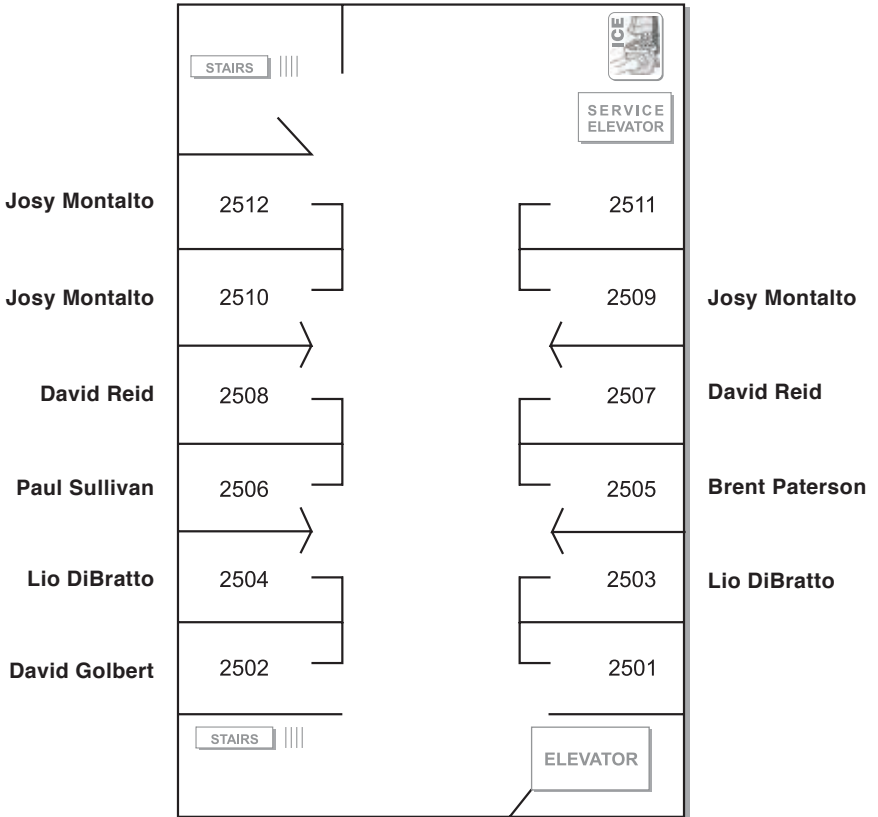 ICE
STAIRS
SERVICE
ELEVATOR
Josy Montalto 2512 2511
Josy Montalto 2510 2509 Josy Montalto
David Reid 2508 2507 David Reid
Paul Sullivan 2506 2505 Brent Paterson
Lio DiBratto 2504 2503 Lio DiBratto
David Golbert 2502 2501
STAIRS
ELEVATOR